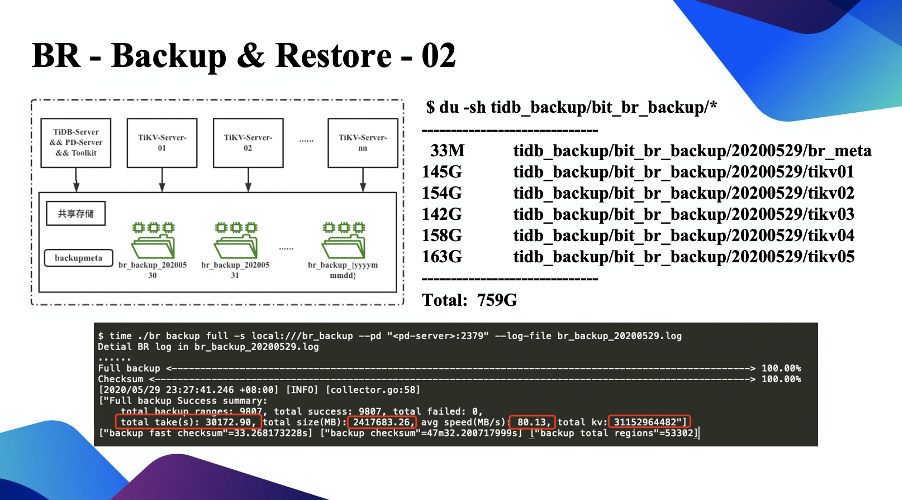 BR - Backup & Restore - 02
TiDB-Server
&& PD-Server
&& Toolkit
TiKV-Server-
01
TiKV-Server-
02
......
TiKV-Server-
nn
共享存储
backupmeta
br_backup_202005
30
br_backup_202005
31
......
br_backup_{yyyym
mmdd}
$ du -sh tidb_backup/bit_br_backup/*
------------------------------
33M tidb_backup/bit_br_backup/20200529/br_meta
145G tidb_backup/bit_br_backup/20200529/tikv01
154G tidb_backup/bit_br_backup/20200529/tikv02
142G tidb_backup/bit_br_backup/20200529/tikv03
158G tidb_backup/bit_br_backup/20200529/tikv04
163G tidb_backup/bit_br_backup/20200529/tikv05
------------------------------
Total: 759G
$ time ./br backup full -s local:///br_backup --pd "<pd-server>:2379" --log-file br_backup_20200529.log
Detial BR log in br_backup_20200529.log
......
Full backup <--------------------------------------------------------------> 100.00%
Checksum <--------------------------------------------------------------> 100.00%
[2020/05/29 23:27:41.246 +08:00] [INFO] [collector.go:58]
["Full backup Success summary:
total backup ranges: 9807, total success: 9807, total failed: 0,
total take(s): 30172.90, total size(MB): 2417683.26, avg speed(MB/s): 80.13, total kv: 31152964482"]
["backup fast checksum"=33.268173228s] ["backup checksum"=47m32.200717999s] ["backup total regions"=53302]